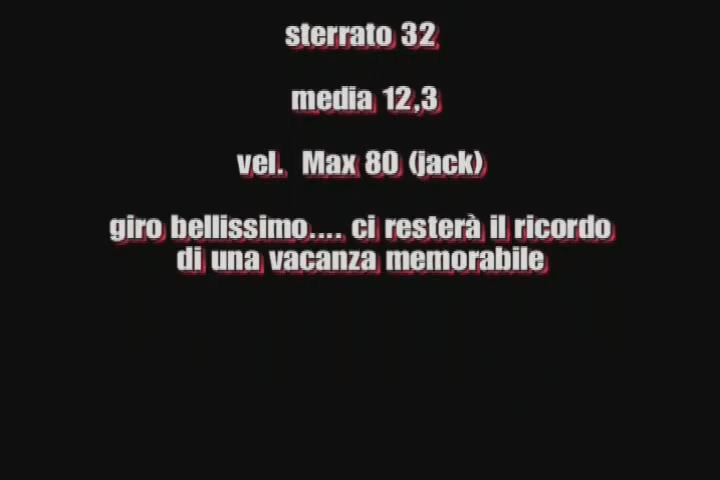 sterrato 32
media 12,3
vel.  Max 80 (jack)
giro bellissimo.... ci resterà il ricordo
di una vacanza memorabile